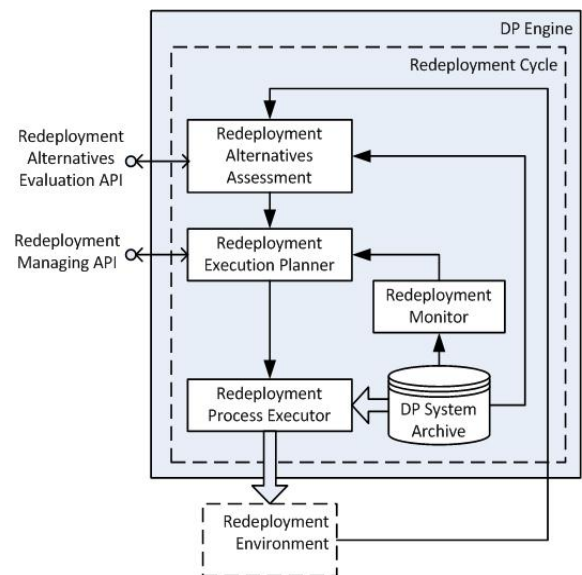 DP Engine
Redeployment Cycle
Redeployment
Alternatives
Evaluation API
Redeployment
Alternatives
Assessment
Redeployment
Managing API
Redeployment
Execution Planner
Redeployment
Monitor
Redeployment
Process Executor
DP System
Archive
Redeployment
Environment